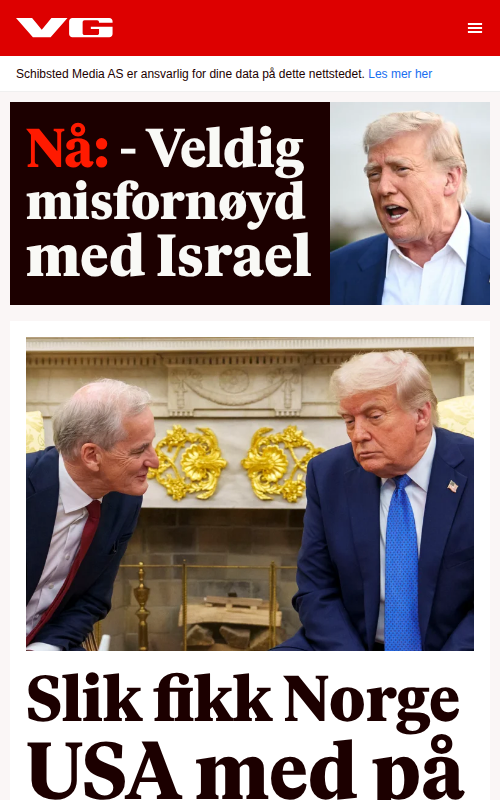 VG
Schibsted Media AS er ansvarlig for dine data på dette nettstedet. Les mer her
Nå: - Veldig
misfornøyd
med Israel
Slik fikk Norge
USA med på